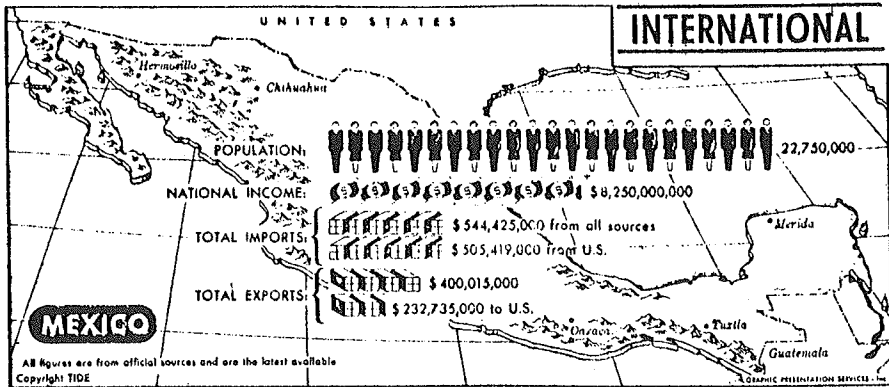 UNITED STATES
INTERNATIONAL
Hermosillo
Chihuahua
POPULATION: 22,750,000
NATIONAL INCOME: $8,250,000,000
TOTAL IMPORTS: $544,425,000 from all sources
$505,419,000 from U.S.
TOTAL EXPORTS: $400,015,000
$232,735,000 to U.S.
Merida
MEXICO
Oaxaca
Tuxtla
Guatemala
All figures are from official sources and are the latest available
Copyright TIDE
GRAPHIC PRESENTATION SERVICES, INC.